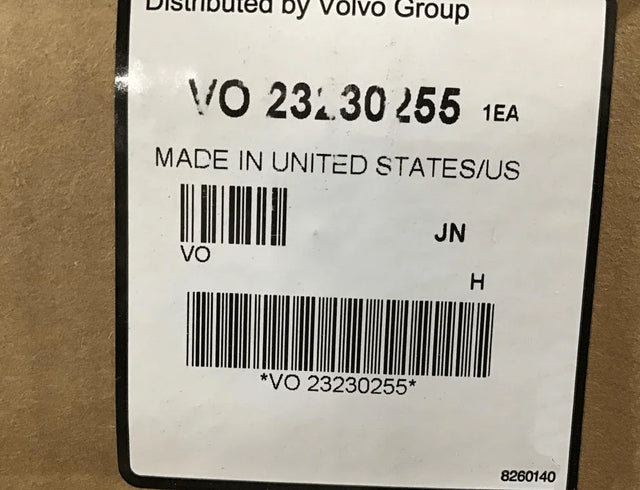 Distributed by Volvo Group
VO 23230255 1EA
MADE IN UNITED STATES/US
VO
JN
H
*VO 23230255*
8260140